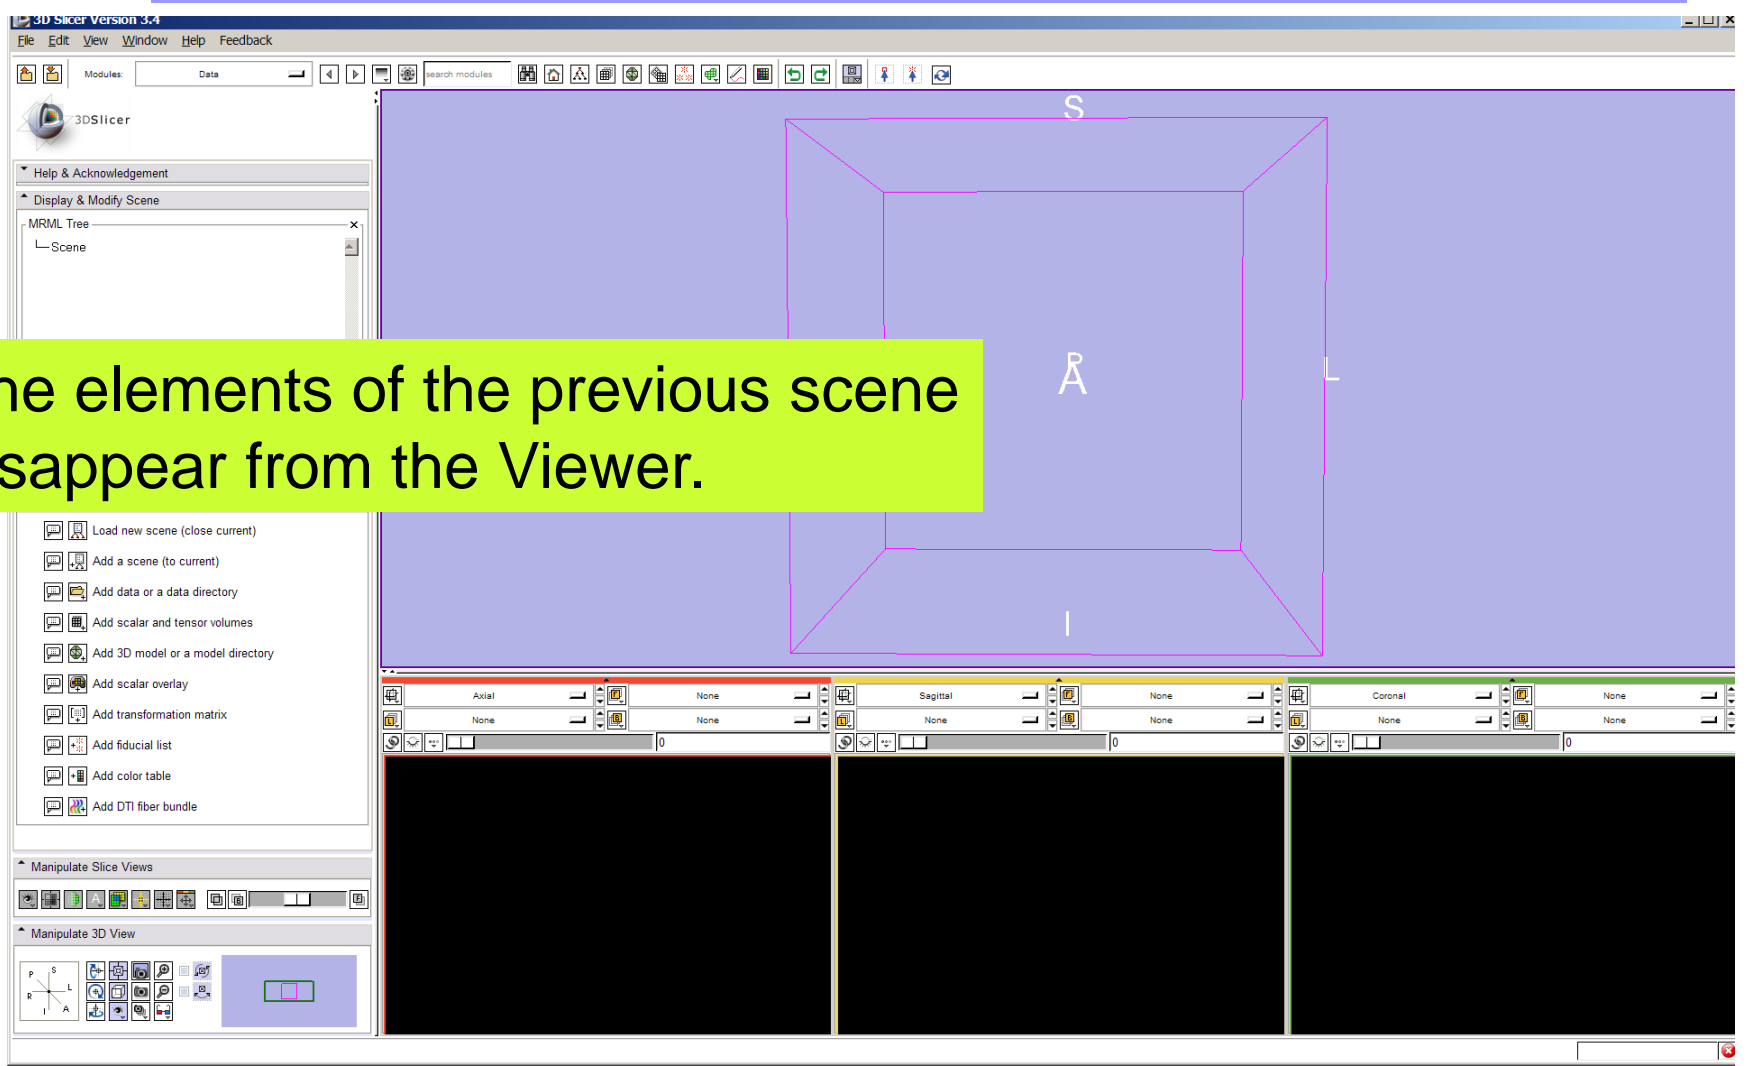 3D Slicer Version 3.4
File Edit View Window Help Feedback
Modules: Data search modules
3DSlicer
Help & Acknowledgement
Display & Modify Scene
MRML Tree
Scene
S
P
A
L
I
he elements of the previous scene
sappear from the Viewer.
Load new scene (close current)
Add a scene (to current)
Add data or a data directory
Add scalar and tensor volumes
Add 3D model or a model directory
Add scalar overlay
Add transformation matrix
Add fiducial list
Add color table
Add DTI fiber bundle
Axial None Sagittal None Coronal None
None None None None None None
0 0 0
Manipulate Slice Views
Manipulate 3D View
P S
R L
I A